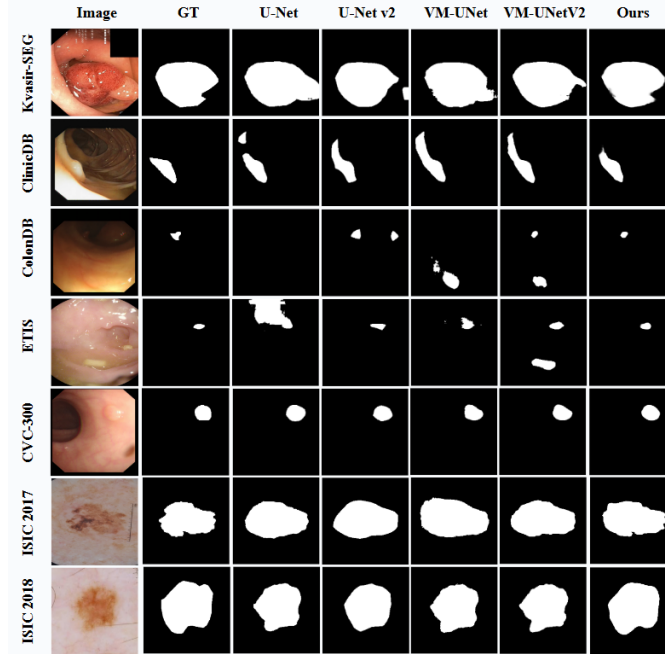 Image GT U-Net U-Net v2 VM-UNet VM-UNetV2 Ours
Kvasir-SEG
ClinicDB
ColonDB
ETIS
CVC-300
ISIC 2017
ISIC 2018